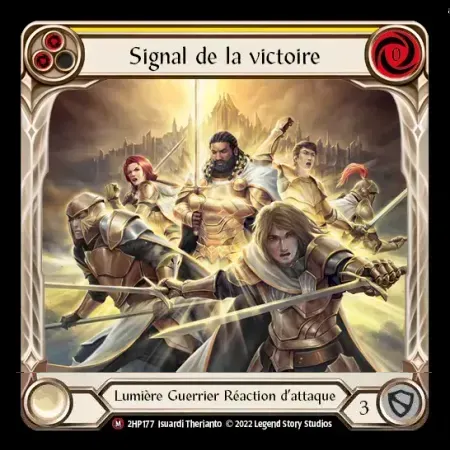 Signal de la victoire
0
Lumière Guerrier Réaction d'attaque
3
M 2HP177 Isuardi Therianto © 2022 Legend Story Studios